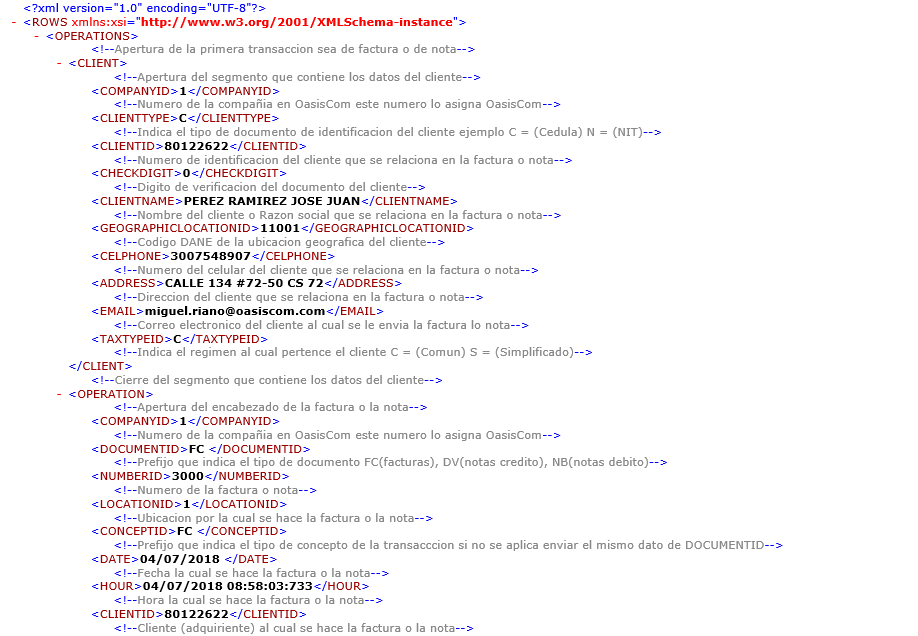 <?xml version="1.0" encoding="UTF-8"?>
- <ROWS xmlns:xsi="http://www.w3.org/2001/XMLSchema-instance">
- <OPERATIONS>
<!--Apertura de la primera transaccion sea de factura o de nota-->
- <CLIENT>
<!--Apertura del segmento que contiene los datos del cliente-->
<COMPANYID>1</COMPANYID>
<!--Numero de la compañia en OasisCom este numero lo asigna OasisCom-->
<CLIENTTYPE>C</CLIENTTYPE>
<!--Indica el tipo de documento de identificacion del cliente ejemplo C = (Cedula) N = (NIT)-->
<CLIENTID>80122622</CLIENTID>
<!--Numero de identificacion del cliente que se relaciona en la factura o nota-->
<CHECKDIGIT>0</CHECKDIGIT>
<!--Digito de verificacion del documento del cliente-->
<CLIENTNAME>PEREZ RAMIREZ JOSE JUAN</CLIENTNAME>
<!--Nombre del cliente o Razon social que se relaciona en la factura o nota-->
<GEOGRAPHICLOCATIONID>11001</GEOGRAPHICLOCATIONID>
<!--Codigo DANE de la ubicacion geografica del cliente-->
<CELPHONE>3007548907</CELPHONE>
<!--Numero del celular del cliente que se relaciona en la factura o nota-->
<ADDRESS>CALLE 134 #72-50 CS 72</ADDRESS>
<!--Direccion del cliente que se relaciona en la factura o nota-->
<EMAIL>miguel.riano@oasiscom.com</EMAIL>
<!--Correo electronico del cliente al cual se le envia la factura lo nota-->
<TAXTYPEID>C</TAXTYPEID>
<!--Indica el regimen al cual pertence el cliente C = (Comun) S = (Simplificado)-->
</CLIENT>
<!--Cierre del segmento que contiene los datos del cliente-->
- <OPERATION>
<!--Apertura del encabezado de la factura o la nota-->
<COMPANYID>1</COMPANYID>
<!--Numero de la compañia en OasisCom este numero lo asigna OasisCom-->
<DOCUMENTID>FC </DOCUMENTID>
<!--Prefijo que indica el tipo de documento FC(facturas), DV(notas credito), NB(notas debito)-->
<NUMBERID>3000</NUMBERID>
<!--Numero de la factura o nota-->
<LOCATIONID>1</LOCATIONID>
<!--Ubicacion por la cual se hace la factura o la nota-->
<CONCEPTID>FC </CONCEPTID>
<!--Prefijo que indica el tipo de concepto de la transacccion si no se aplica enviar el mismo dato de DOCUMENTID-->
<DATE>04/07/2018 </DATE>
<!--Fecha la cual se hace la factura o la nota-->
<HOUR>04/07/2018 08:58:03:733</HOUR>
<!--Hora la cual se hace la factura o la nota-->
<CLIENTID>80122622</CLIENTID>
<!--Cliente (adquiriente) al cual se hace la factura o la nota-->